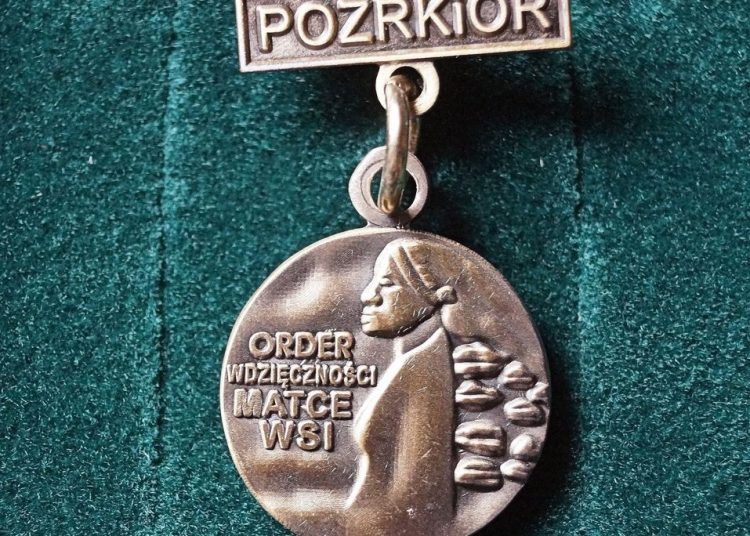 POZRKiOR
ORDER
WDZIĘCZNOŚCI
MATCE
WSI